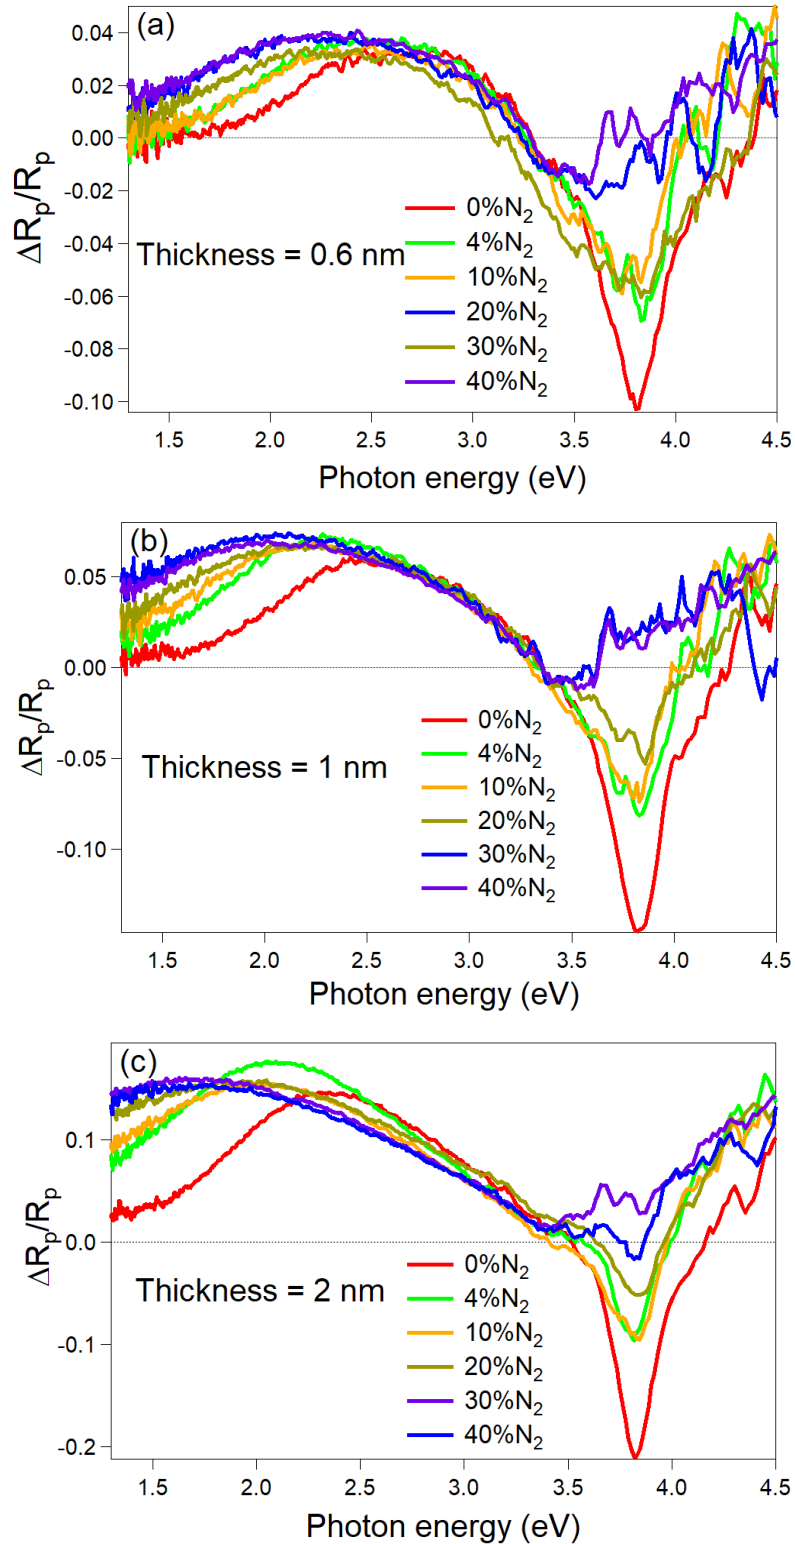 (a)
0.04
0.02
0.00
-0.02
-0.04
-0.06
-0.08
-0.10
ΔRp/Rp
Thickness = 0.6 nm
0%N2
4%N2
10%N2
20%N2
30%N2
40%N2
1.5 2.0 2.5 3.0 3.5 4.0 4.5
Photon energy (eV)
(b)
0.05
0.00
-0.05
-0.10
ΔRp/Rp
Thickness = 1 nm
0%N2
4%N2
10%N2
20%N2
30%N2
40%N2
1.5 2.0 2.5 3.0 3.5 4.0 4.5
Photon energy (eV)
(c)
0.1
0.0
-0.1
-0.2
ΔRp/Rp
Thickness = 2 nm
0%N2
4%N2
10%N2
20%N2
30%N2
40%N2
1.5 2.0 2.5 3.0 3.5 4.0 4.5
Photon energy (eV)